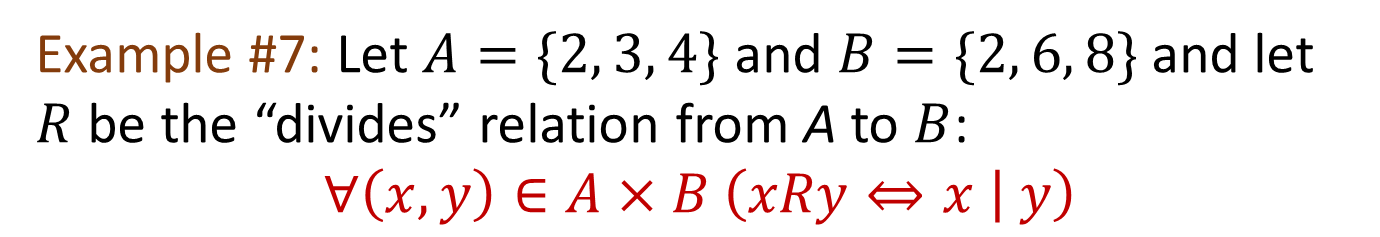 Example #7: Let A = {2, 3, 4} and B = {2, 6, 8} and let
R be the “divides” relation from A to B:
∀(x, y) ∈ A × B (xRy ⇔ x | y)